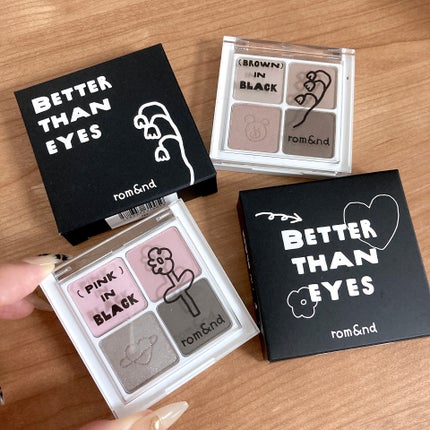 BETTER
THAN
EYES
rom&nd
(BROWN)
IN
BLACK
rom&nd
(PINK)
IN
BLACK
rom&nd
BETTER
THAN
EYES
rom&nd